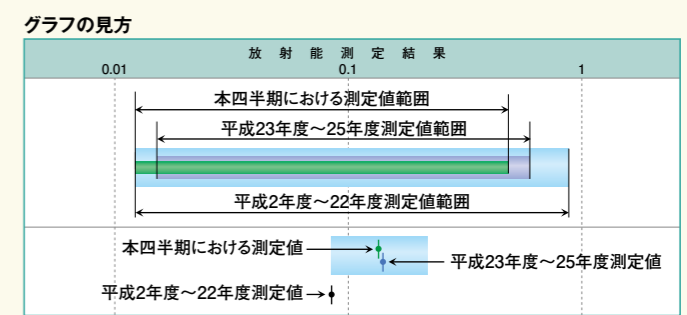 グラフの見方
放射能測定結果
0.01 0.1 1
本四半期における測定値範囲
平成23年度～25年度測定値範囲
平成2年度～22年度測定値範囲
本四半期における測定値
平成23年度～25年度測定値
平成2年度～22年度測定値